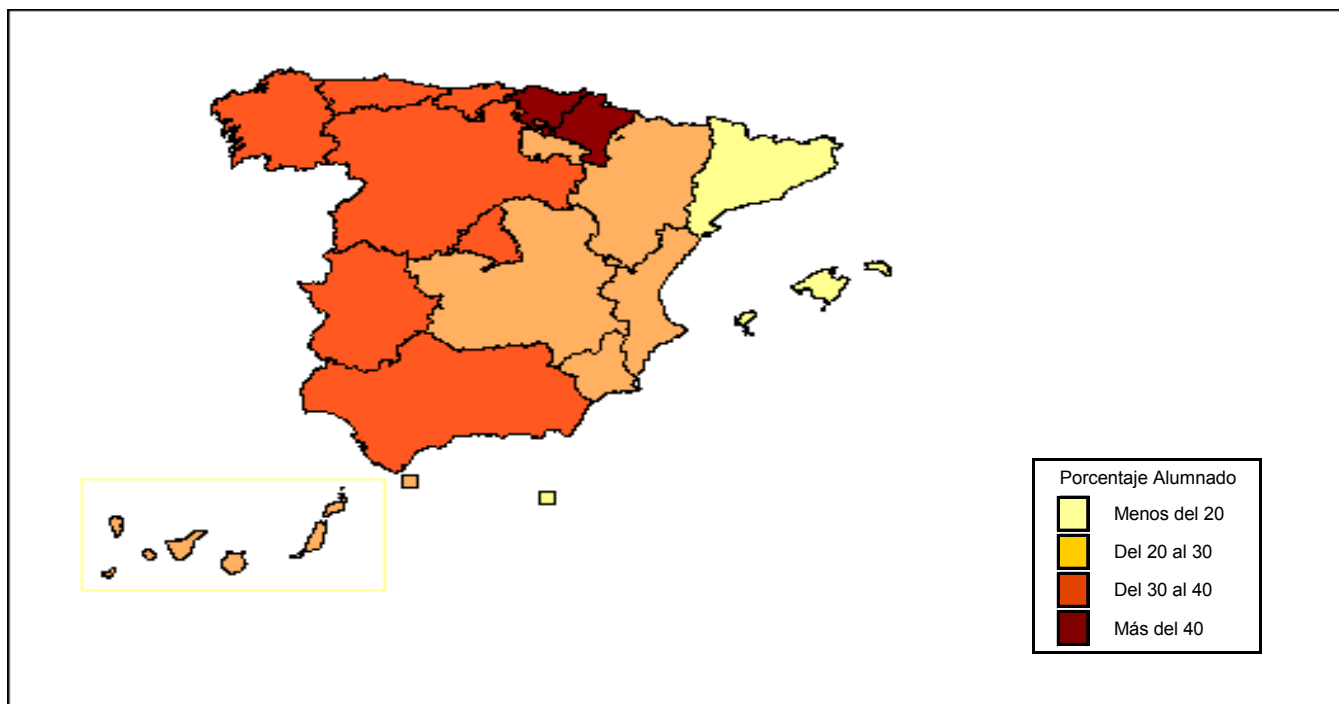 Porcentaje Alumnado
Menos del 20
Del 20 al 30
Del 30 al 40
Más del 40